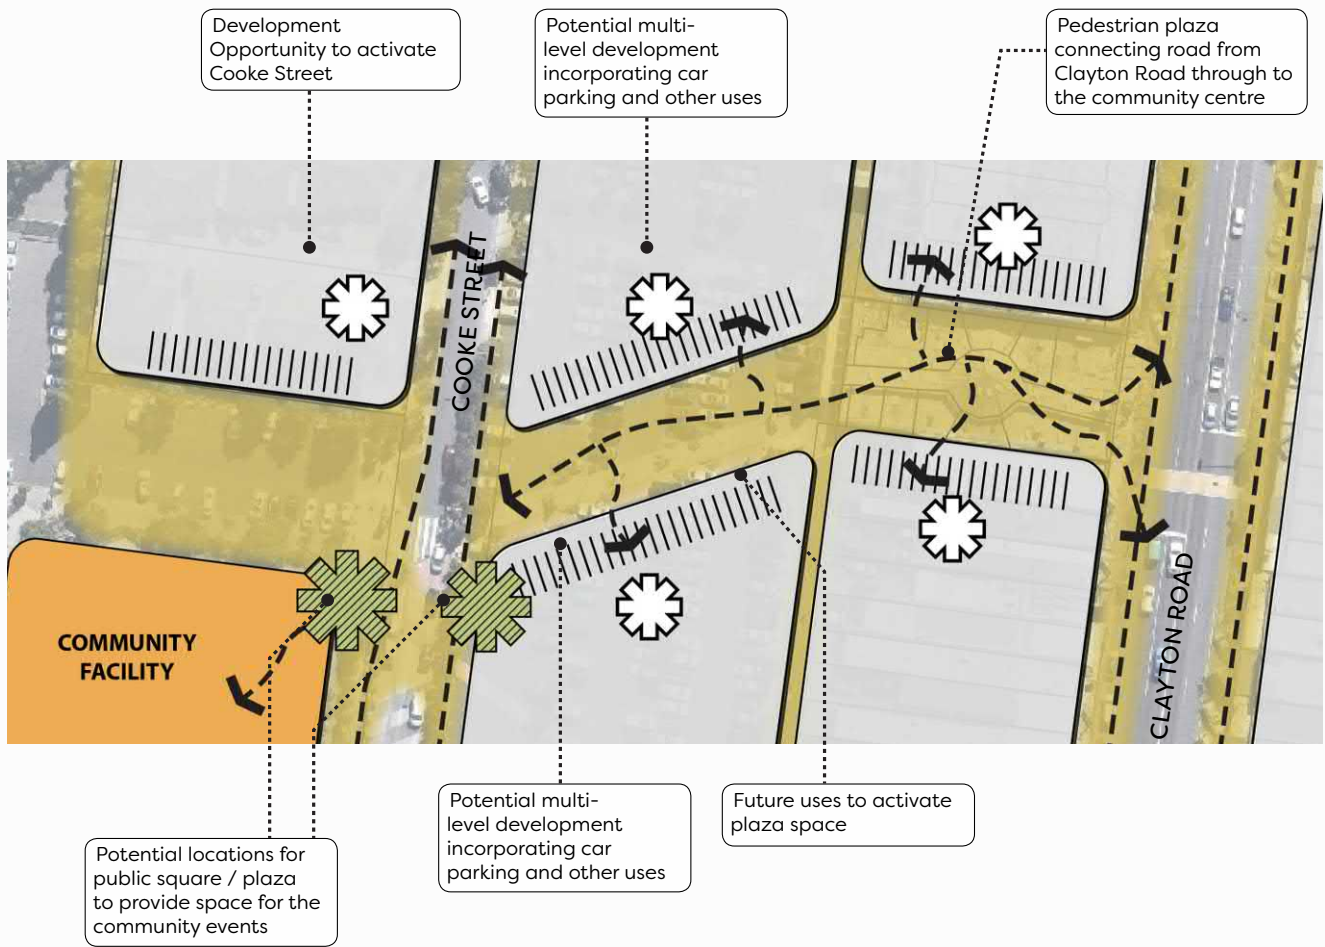 Development
Opportunity to activate
Cooke Street
Potential multi-
level development
incorporating car
parking and other uses
Pedestrian plaza
connecting road from
Clayton Road through to
the community centre
COOKE STREET
COMMUNITY
FACILITY
CLAYTON ROAD
Potential locations for
public square / plaza
to provide space for the
community events
Potential multi-
level development
incorporating car
parking and other uses
Future uses to activate
plaza space